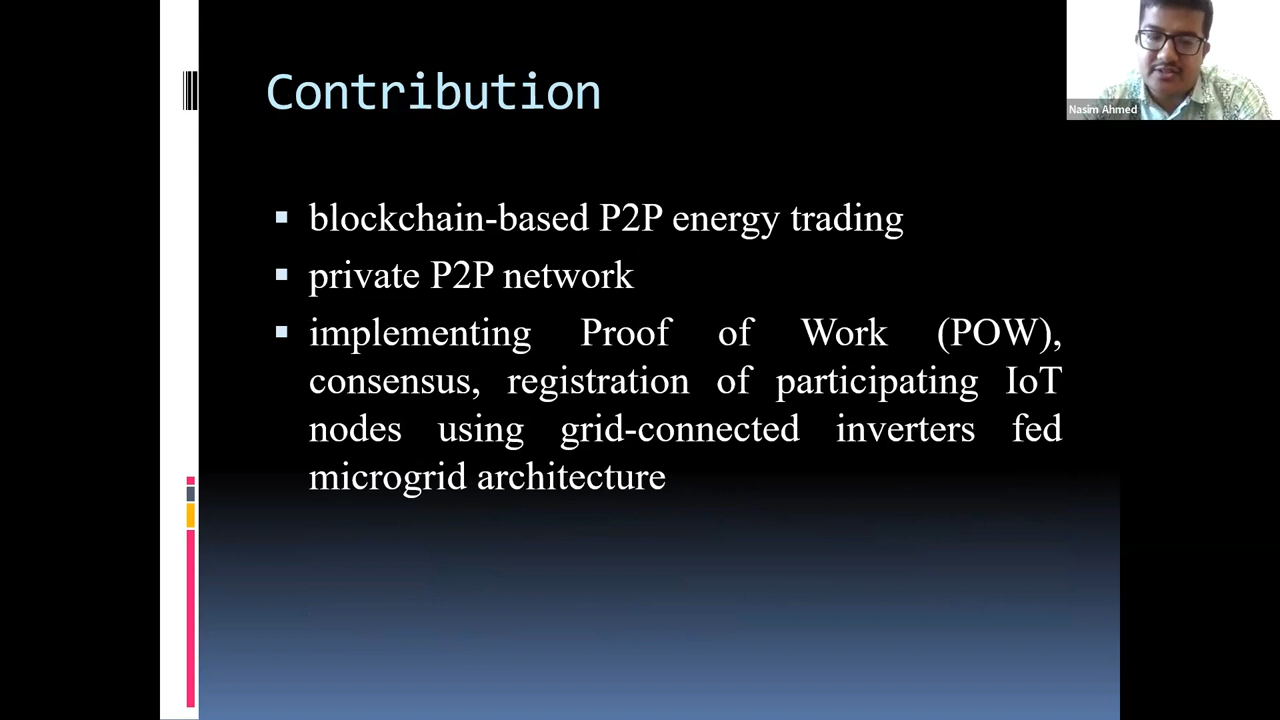 Contribution
Nasim Ahmed
blockchain-based P2P energy trading
private P2P network
implementing Proof of Work (POW),
consensus, registration of participating IoT
nodes using grid-connected inverters fed
microgrid architecture